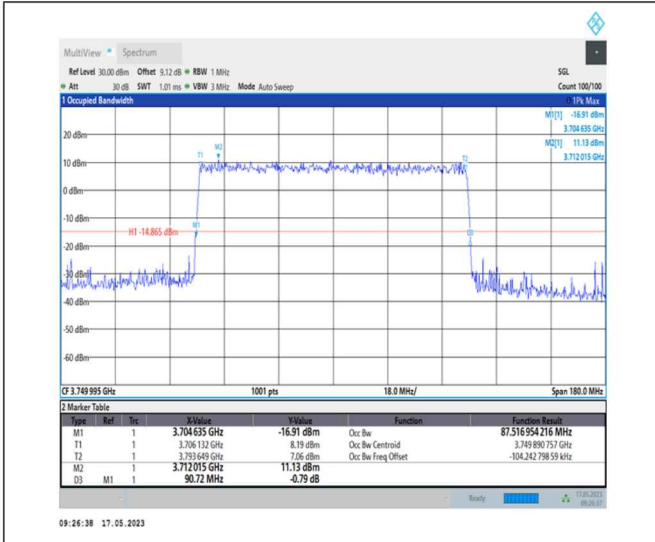 MultiView Spectrum
Ref Level 30.00 dBm Offset 9.12 dB RBW 1 MHz SGL
Att 30 dB SWT 1.01 ms VBW 3 MHz Mode Auto Sweep Count 100/100
1 Occupied Bandwidth 1Pk Max
M1[1] -16.91 dBm
3.704 635 GHz
20 dBm
M2[1] 11.13 dBm
3.712 015 GHz
M2
T1 T2
10 dBm
0 dBm
-10 dBm
M1
H1 -14.865 dBm
D3
-20 dBm
-30 dBm
-40 dBm
-50 dBm
-60 dBm
CF 3.749 995 GHz 1001 pts 18.0 MHz/ Span 180.0 MHz
2 Marker Table
Type Ref Trc X-Value Y-Value Function Function Result
M1 1 3.704 635 GHz -16.91 dBm Occ Bw 87.516 954 216 MHz
T1 1 3.706 132 GHz 8.19 dBm Occ Bw Centroid 3.749 890 757 GHz
T2 1 3.793 649 GHz 7.06 dBm Occ Bw Freq Offset -104.242 798 59 kHz
M2 1 3.712 015 GHz 11.13 dBm
D3 M1 1 90.72 MHz -0.79 dB
Ready 17.05.2023
09:26:37
09:26:38 17.05.2023